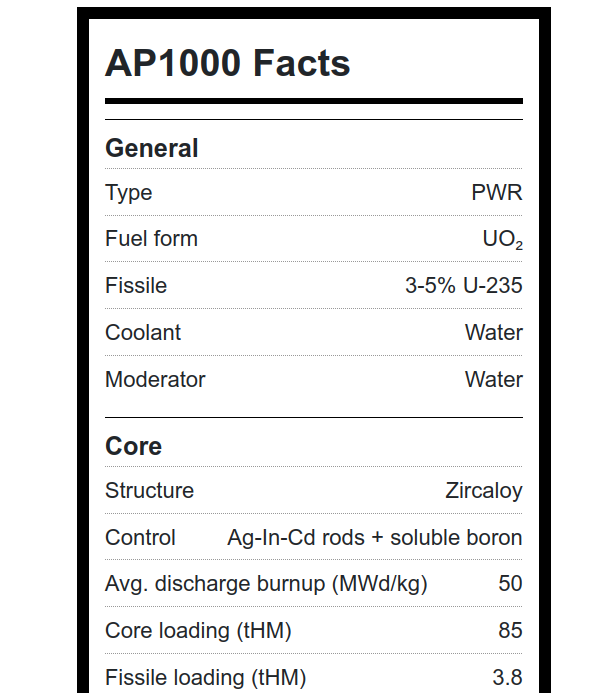 AP1000 Facts
General
Type PWR
Fuel form UO₂
Fissile 3-5% U-235
Coolant Water
Moderator Water
Core
Structure Zircaloy
Control Ag-In-Cd rods + soluble boron
Avg. discharge burnup (MWd/kg) 50
Core loading (tHM) 85
Fissile loading (tHM) 3.8